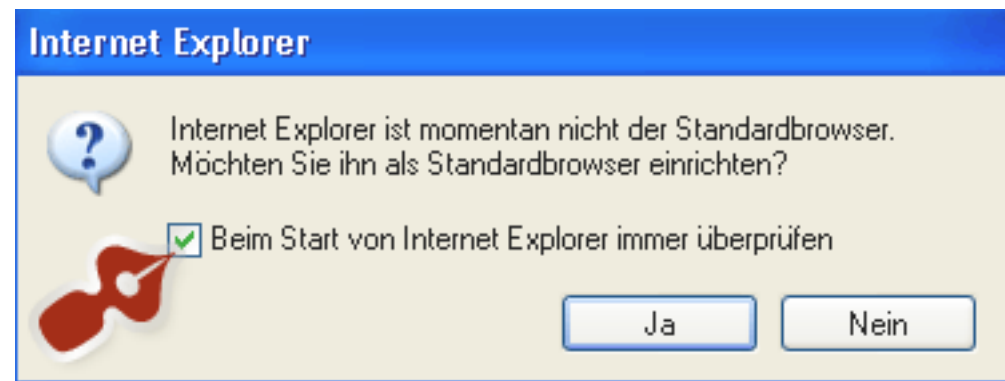 Internet Explorer
Internet Explorer ist momentan nicht der Standardbrowser.
Möchten Sie ihn als Standardbrowser einrichten?
Beim Start von Internet Explorer immer überprüfen
Ja Nein